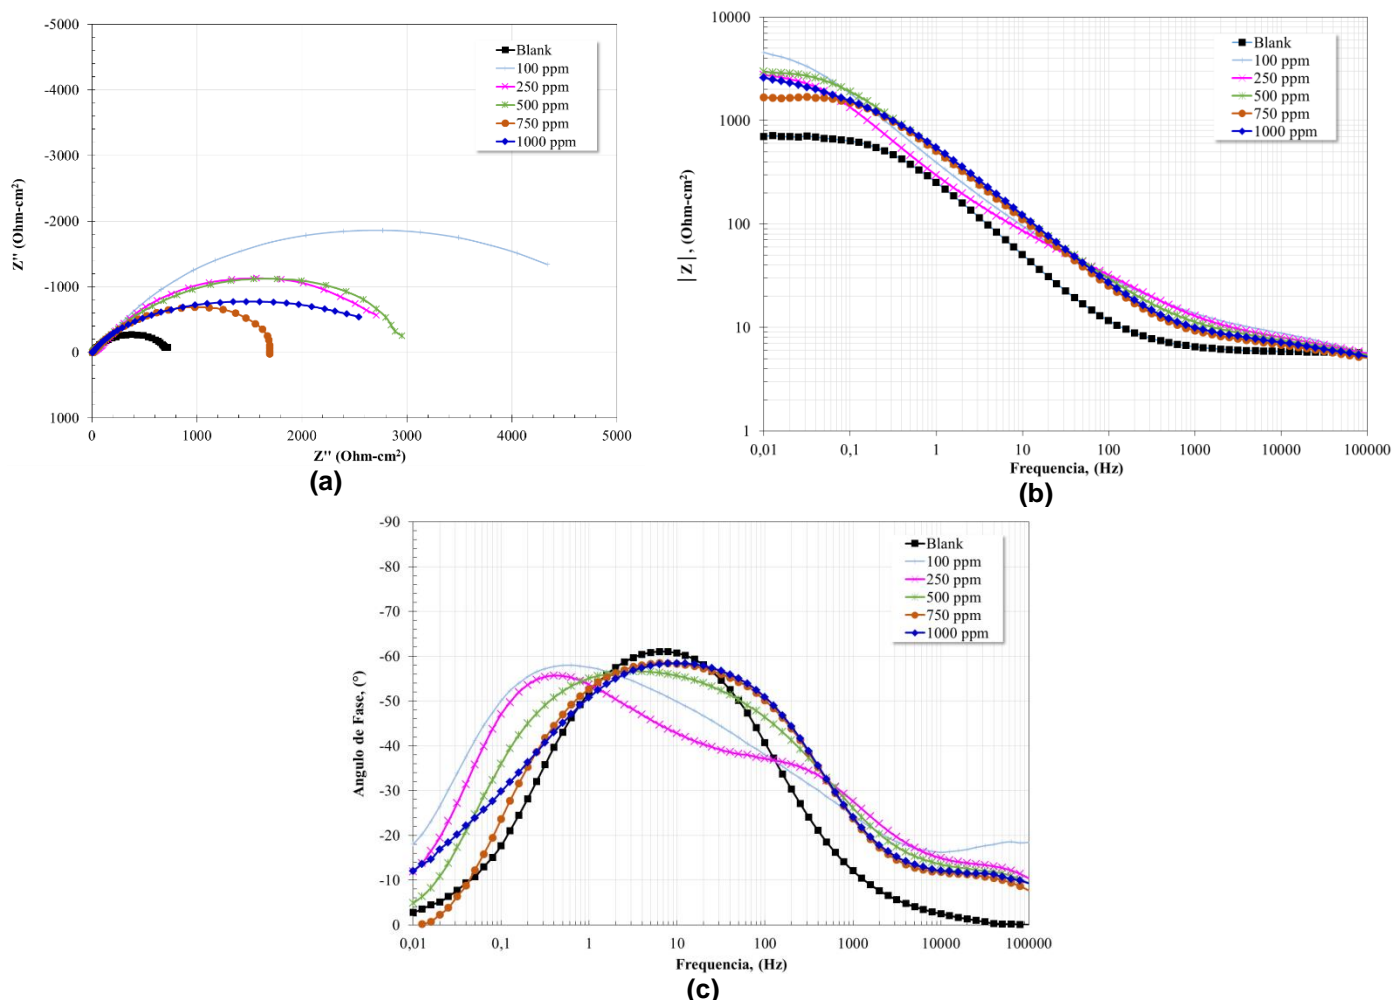 -5000
-4000
-3000
-2000
-1000
0
1000
Z'' (Ohm-cm²)
Blank
100 ppm
250 ppm
500 ppm
750 ppm
1000 ppm
0
1000
2000
3000
4000
5000
Z'' (Ohm-cm²)
(a)
10000
1000
100
10
1
|Z|, (Ohm-cm²)
Blank
100 ppm
250 ppm
500 ppm
750 ppm
1000 ppm
0,01
0,1
1
10
100
1000
10000
100000
Frequencia, (Hz)
(b)
-90
-80
-70
-60
-50
-40
-30
-20
-10
0
Angulo de Fase, (°)
Blank
100 ppm
250 ppm
500 ppm
750 ppm
1000 ppm
0,01
0,1
1
10
100
1000
10000
100000
Frequencia, (Hz)
(c)